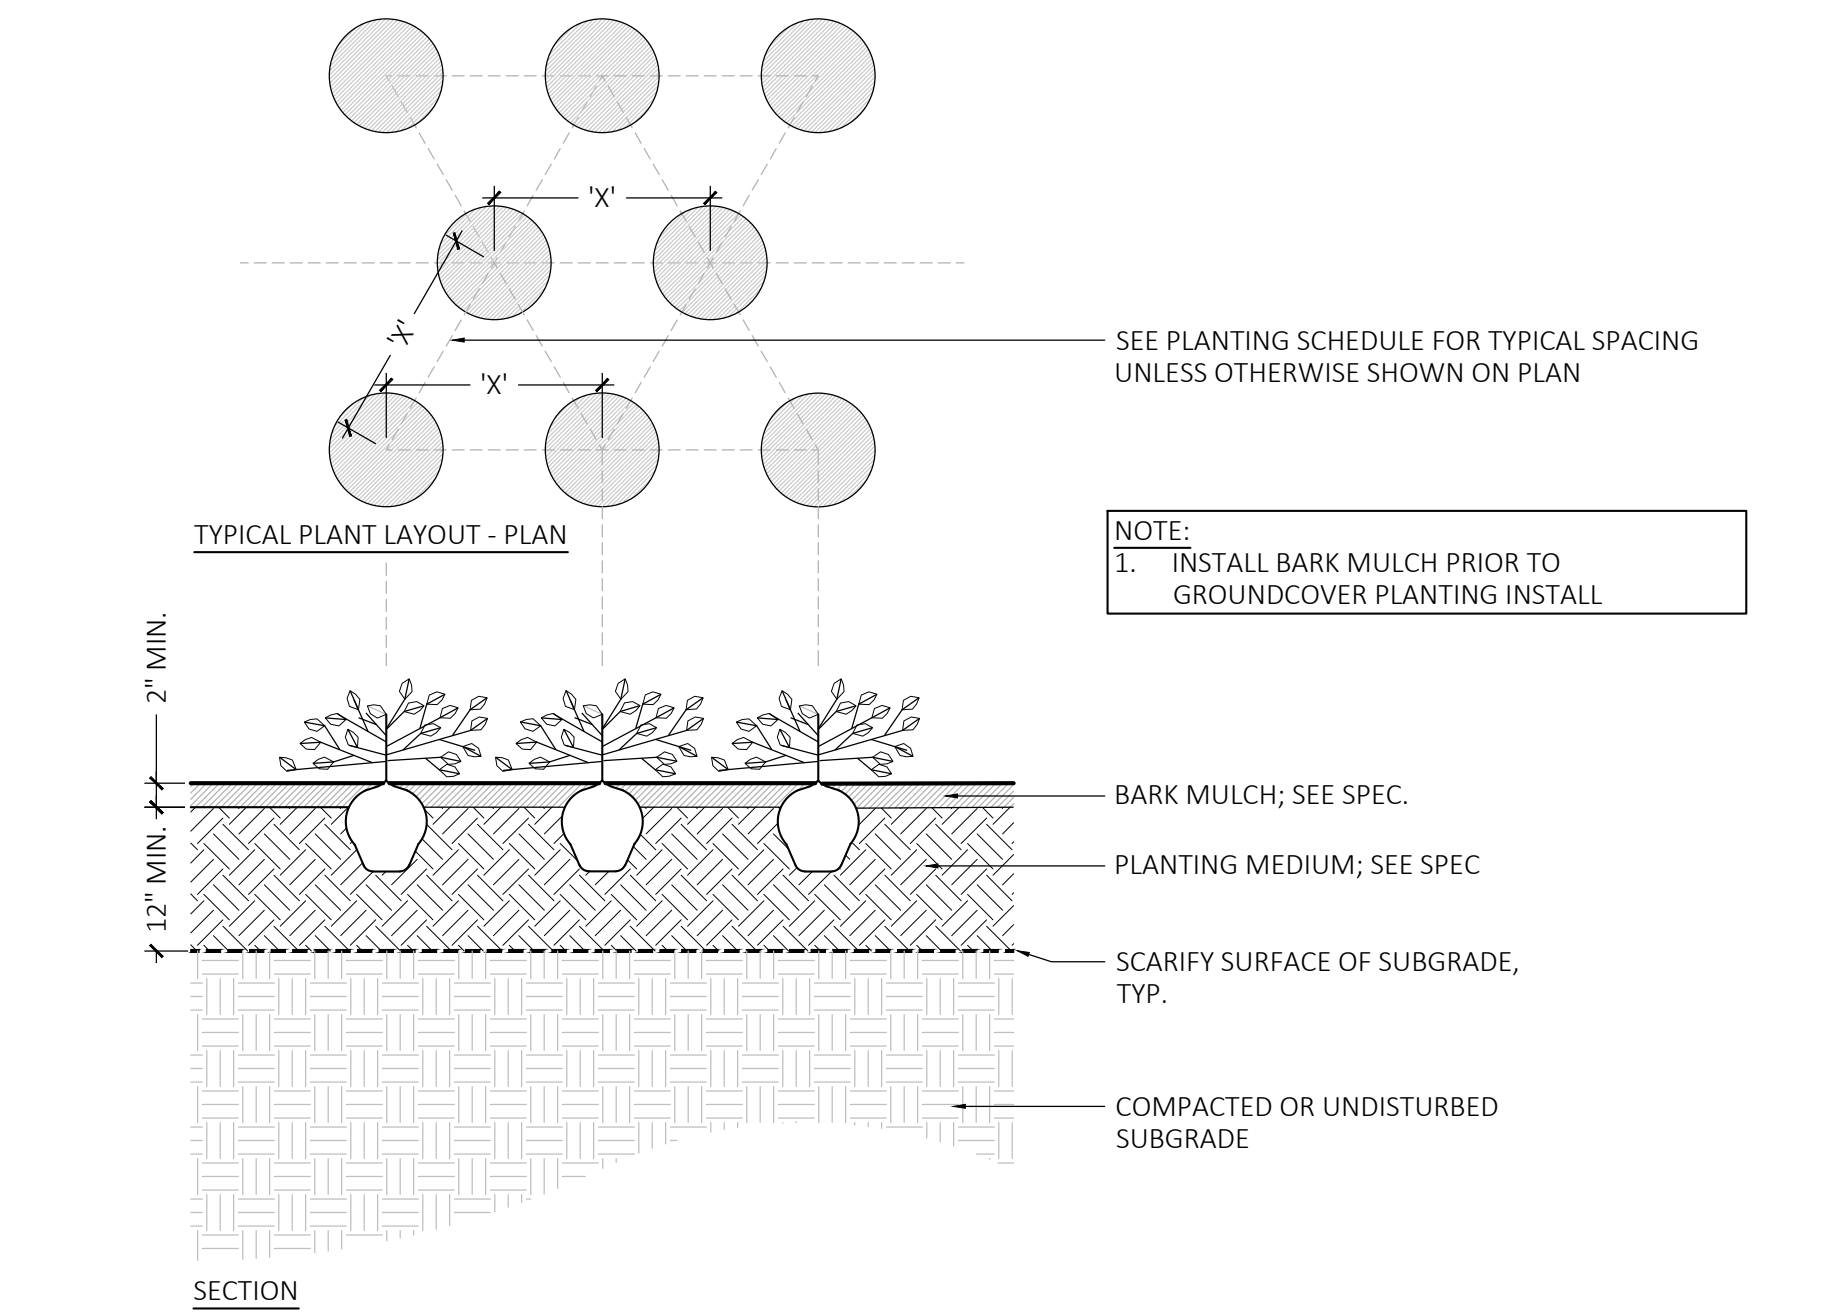 'X'
'X'
'X'
SEE PLANTING SCHEDULE FOR TYPICAL SPACING
UNLESS OTHERWISE SHOWN ON PLAN
TYPICAL PLANT LAYOUT - PLAN
NOTE:
1. INSTALL BARK MULCH PRIOR TO
GROUNDCOVER PLANTING INSTALL
2" MIN.
12" MIN.
BARK MULCH; SEE SPEC.
PLANTING MEDIUM; SEE SPEC
SCARIFY SURFACE OF SUBGRADE,
TYP.
COMPACTED OR UNDISTURBED
SUBGRADE
SECTION